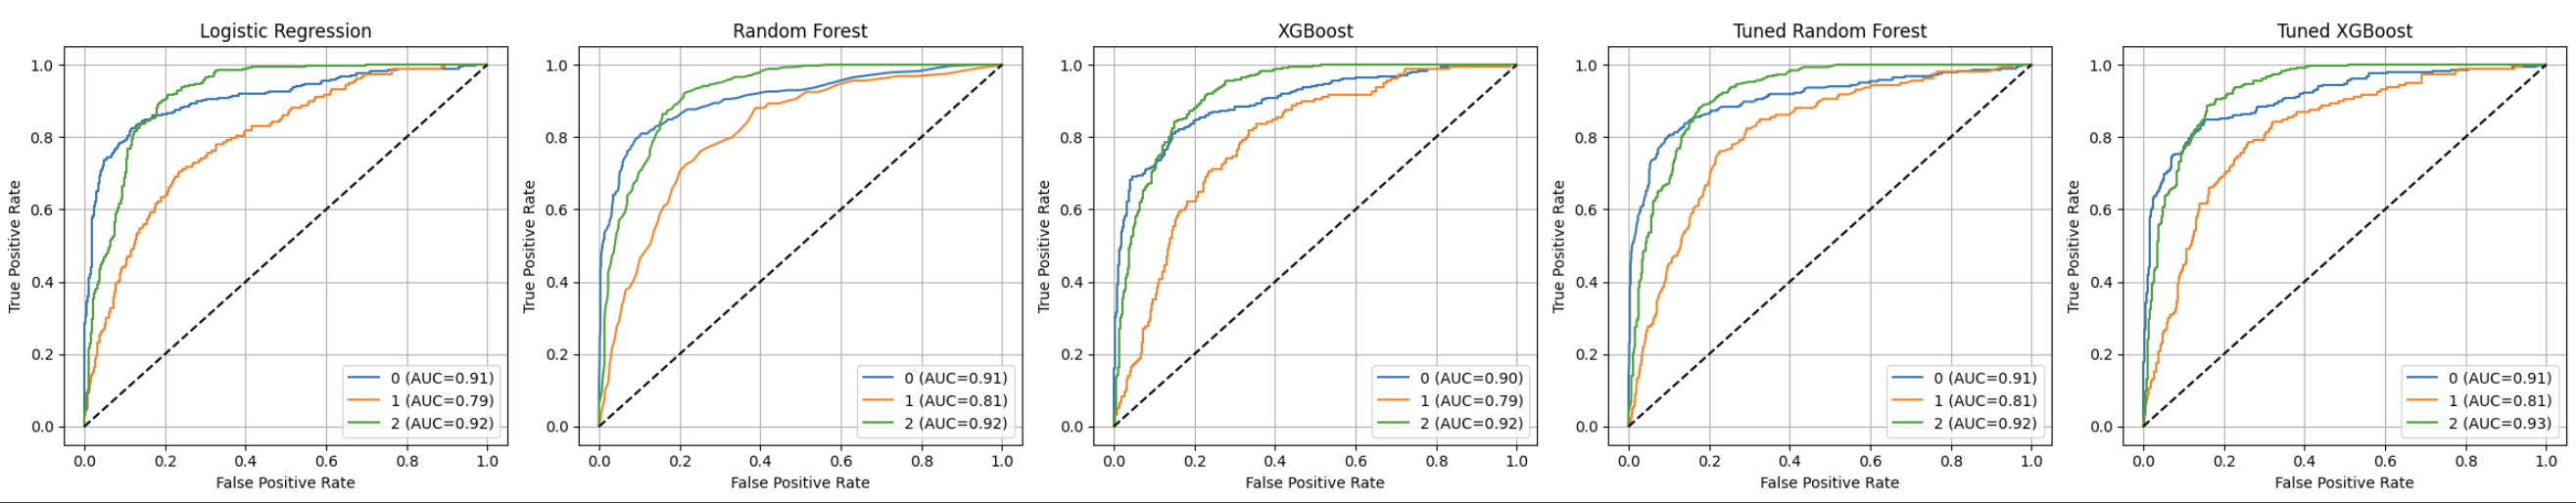 Logistic Regression
True Positive Rate
1.0
0.8
0.6
0.4
0.2
0.0
0 (AUC=0.91)
1 (AUC=0.79)
2 (AUC=0.92)
0.0 0.2 0.4 0.6 0.8 1.0
False Positive Rate
Random Forest
True Positive Rate
1.0
0.8
0.6
0.4
0.2
0.0
0 (AUC=0.91)
1 (AUC=0.81)
2 (AUC=0.92)
0.0 0.2 0.4 0.6 0.8 1.0
False Positive Rate
XGBoost
True Positive Rate
1.0
0.8
0.6
0.4
0.2
0.0
0 (AUC=0.90)
1 (AUC=0.79)
2 (AUC=0.92)
0.0 0.2 0.4 0.6 0.8 1.0
False Positive Rate
Tuned Random Forest
True Positive Rate
1.0
0.8
0.6
0.4
0.2
0.0
0 (AUC=0.91)
1 (AUC=0.81)
2 (AUC=0.92)
0.0 0.2 0.4 0.6 0.8 1.0
False Positive Rate
Tuned XGBoost
True Positive Rate
1.0
0.8
0.6
0.4
0.2
0.0
0 (AUC=0.91)
1 (AUC=0.81)
2 (AUC=0.93)
0.0 0.2 0.4 0.6 0.8 1.0
False Positive Rate